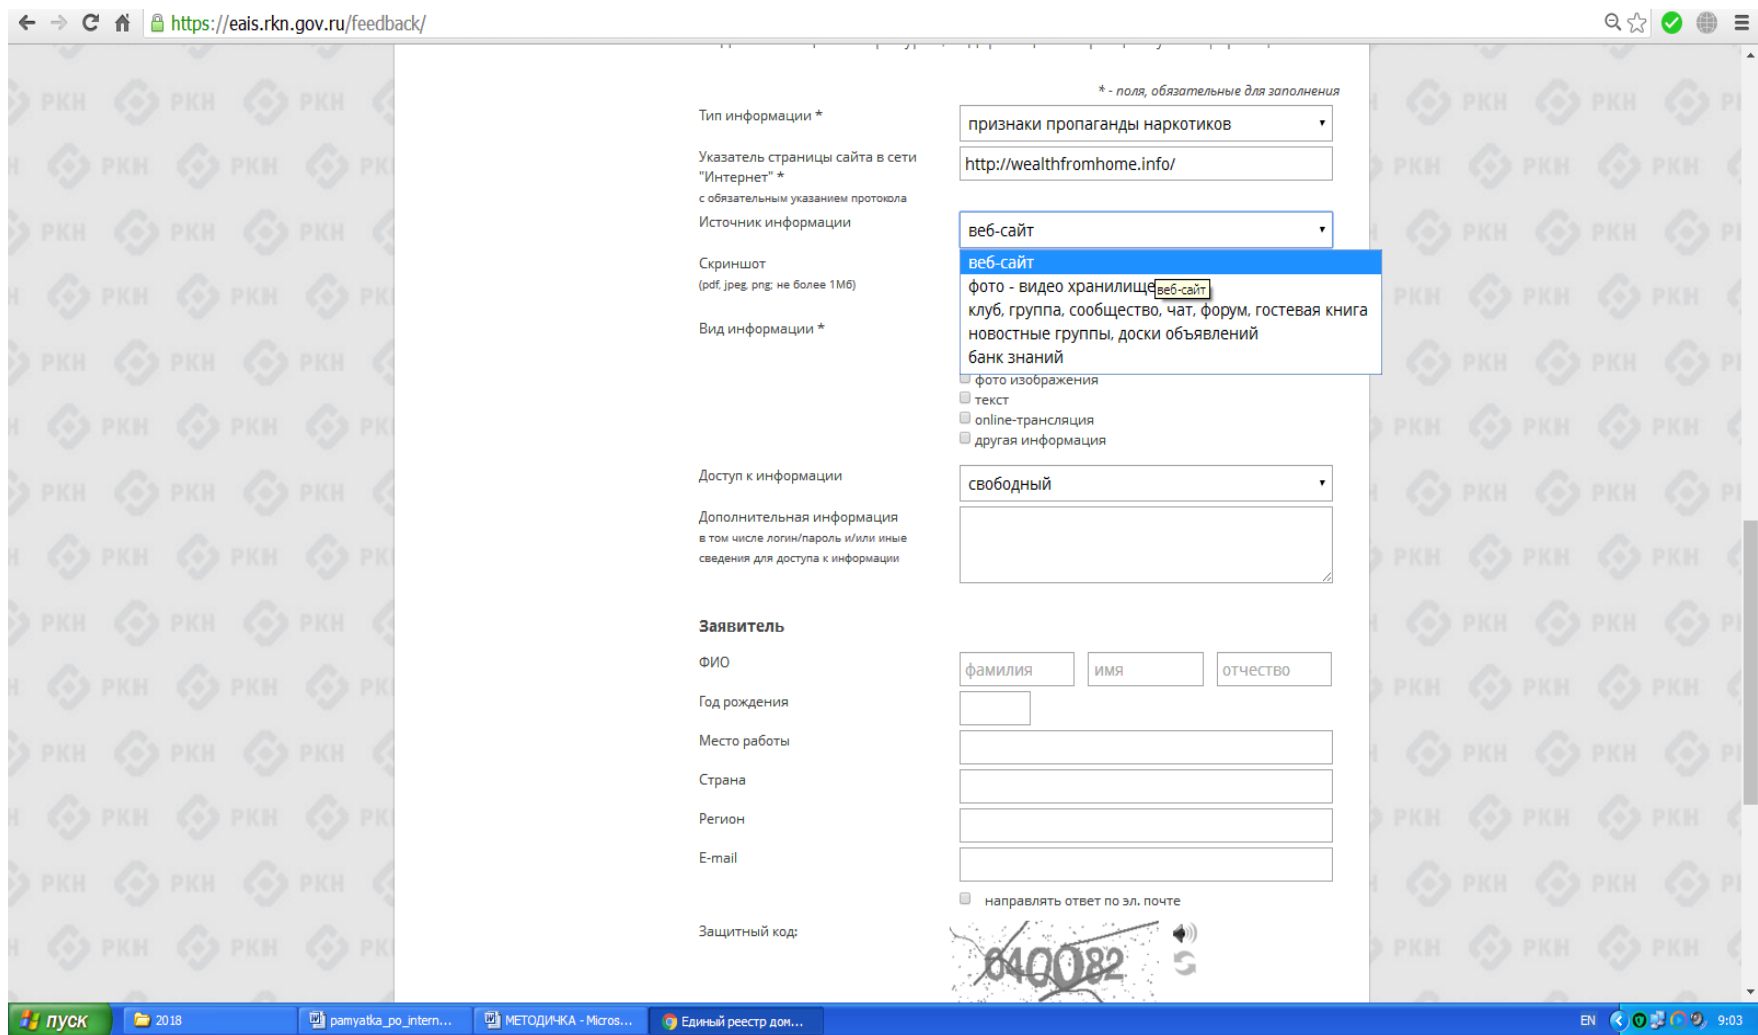 https://eais.rkn.gov.ru/feedback/
* - поля, обязательные для заполнения
Тип информации *
признаки пропаганды наркотиков
Указатель страницы сайта в сети
"Интернет" *
с обязательным указанием протокола
http://wealthfromhome.info/
Источник информации
веб-сайт
веб-сайт
фото - видео хранилище
веб-сайт
клуб, группа, сообщество, чат, форум, гостевая книга
новостные группы, доски объявлений
банк знаний
Скриншот
(pdf, jpeg, png; не более 1Мб)
Вид информации *
фото изображения
текст
online-трансляция
другая информация
Доступ к информации
свободный
Дополнительная информация
в том числе логин/пароль и/или иные
сведения для доступа к информации
Заявитель
ФИО
фамилия имя отчество
Год рождения
Место работы
Страна
Регион
E-mail
направлять ответ по эл. почте
Защитный код:
040082
РКН
пуск 2018 pamyatka_po_intern... МЕТОДИЧКА - Micros... Единый реестр дом... EN 9:03